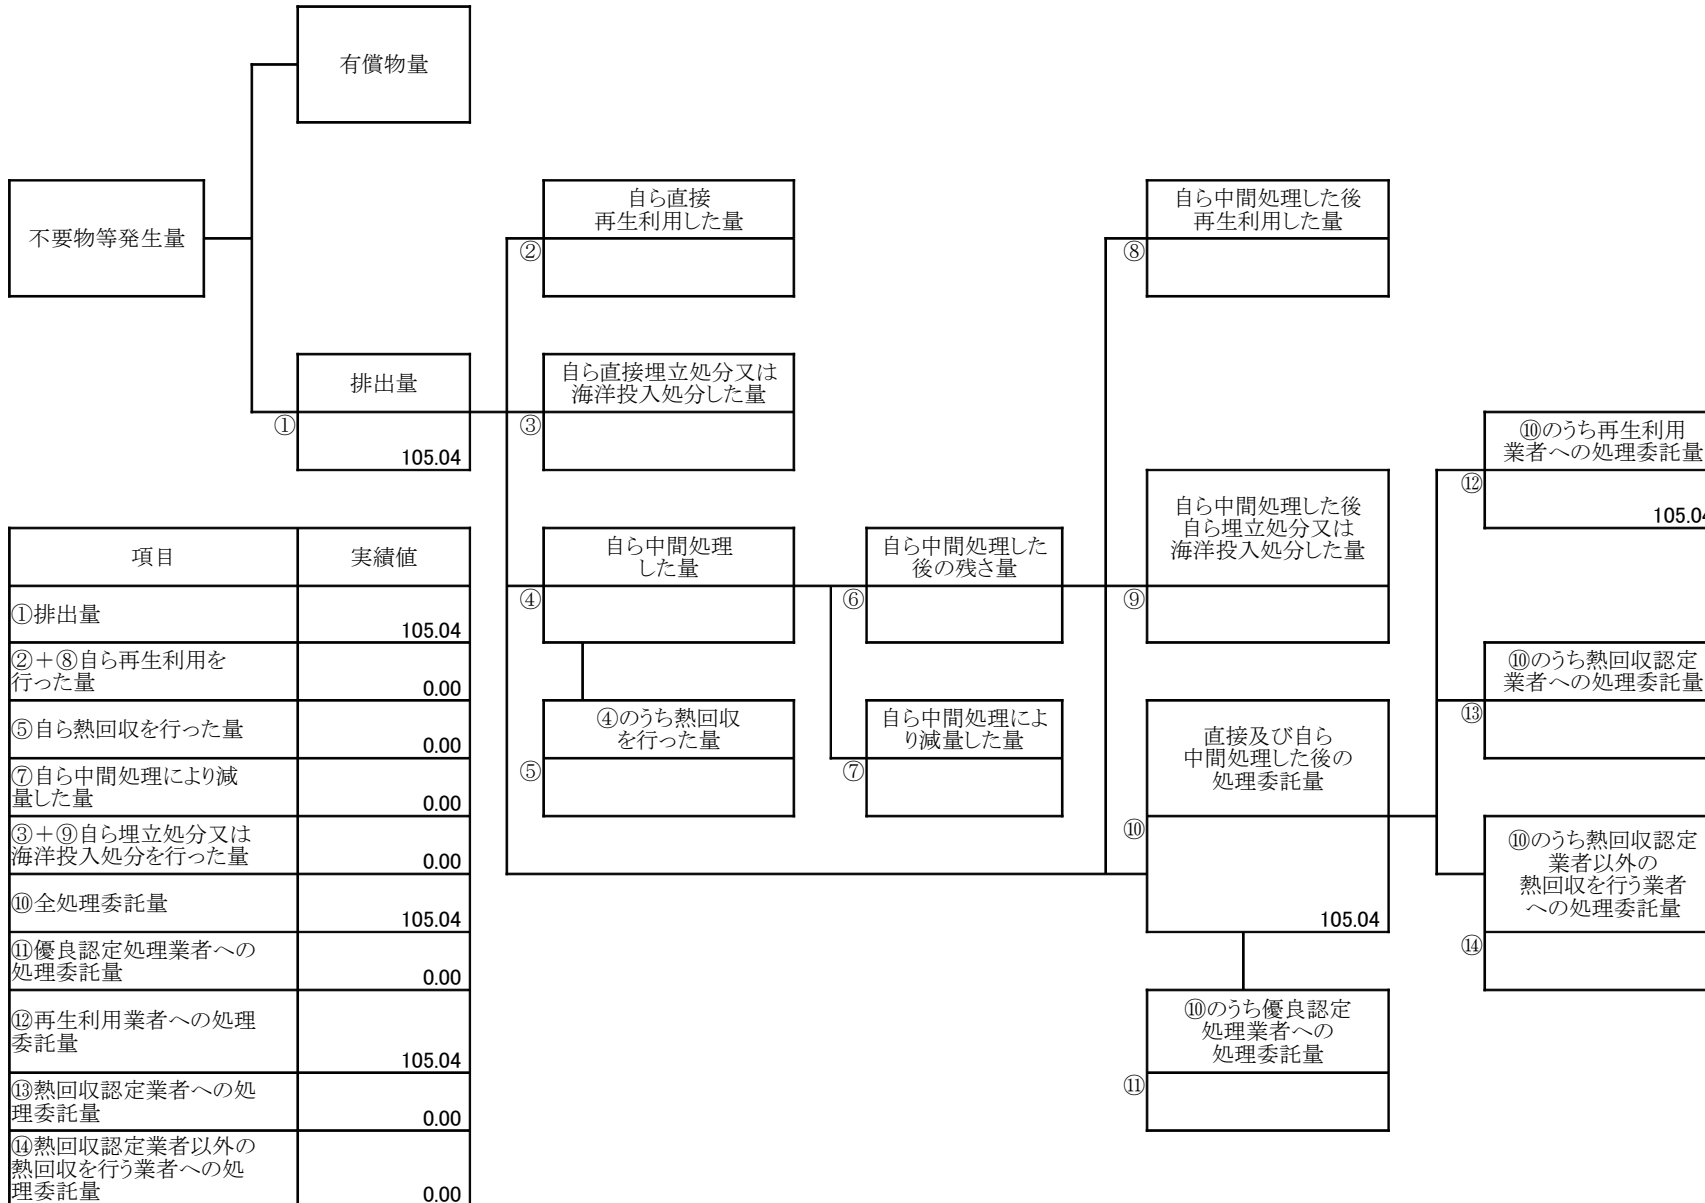 有償物量
不要物等発生量
自ら直接
再生利用した量
②
自ら中間処理した後
再生利用した量
⑧
排出量
①
105.04
自ら直接埋立処分又は
海洋投入処分した量
③
⑩のうち再生利用
業者への処理委託量
⑫
105.04
自ら中間処理
した量
④
自ら中間処理した
後の残さ量
⑥
自ら中間処理した後
自ら埋立処分又は
海洋投入処分した量
⑨
⑩のうち熱回収認定
業者への処理委託量
⑬
④のうち熱回収
を行った量
⑤
自ら中間処理によ
り減量した量
⑦
直接及び自ら
中間処理した後の
処理委託量
⑩
105.04
⑩のうち熱回収認定
業者以外の
熱回収を行う業者
への処理委託量
⑭
⑩のうち優良認定
処理業者への
処理委託量
⑪
項目 実績値
①排出量
105.04
②+⑧自ら再生利用を
行った量
0.00
⑤自ら熱回収を行った量
0.00
⑦自ら中間処理により減
量した量
0.00
③+⑨自ら埋立処分又は
海洋投入処分を行った量
0.00
⑩全処理委託量
105.04
⑪優良認定処理業者への
処理委託量
0.00
⑫再生利用業者への処理
委託量
105.04
⑬熱回収認定業者への処
理委託量
0.00
⑭熱回収認定業者以外の
熱回収を行う業者への処
理委託量
0.00